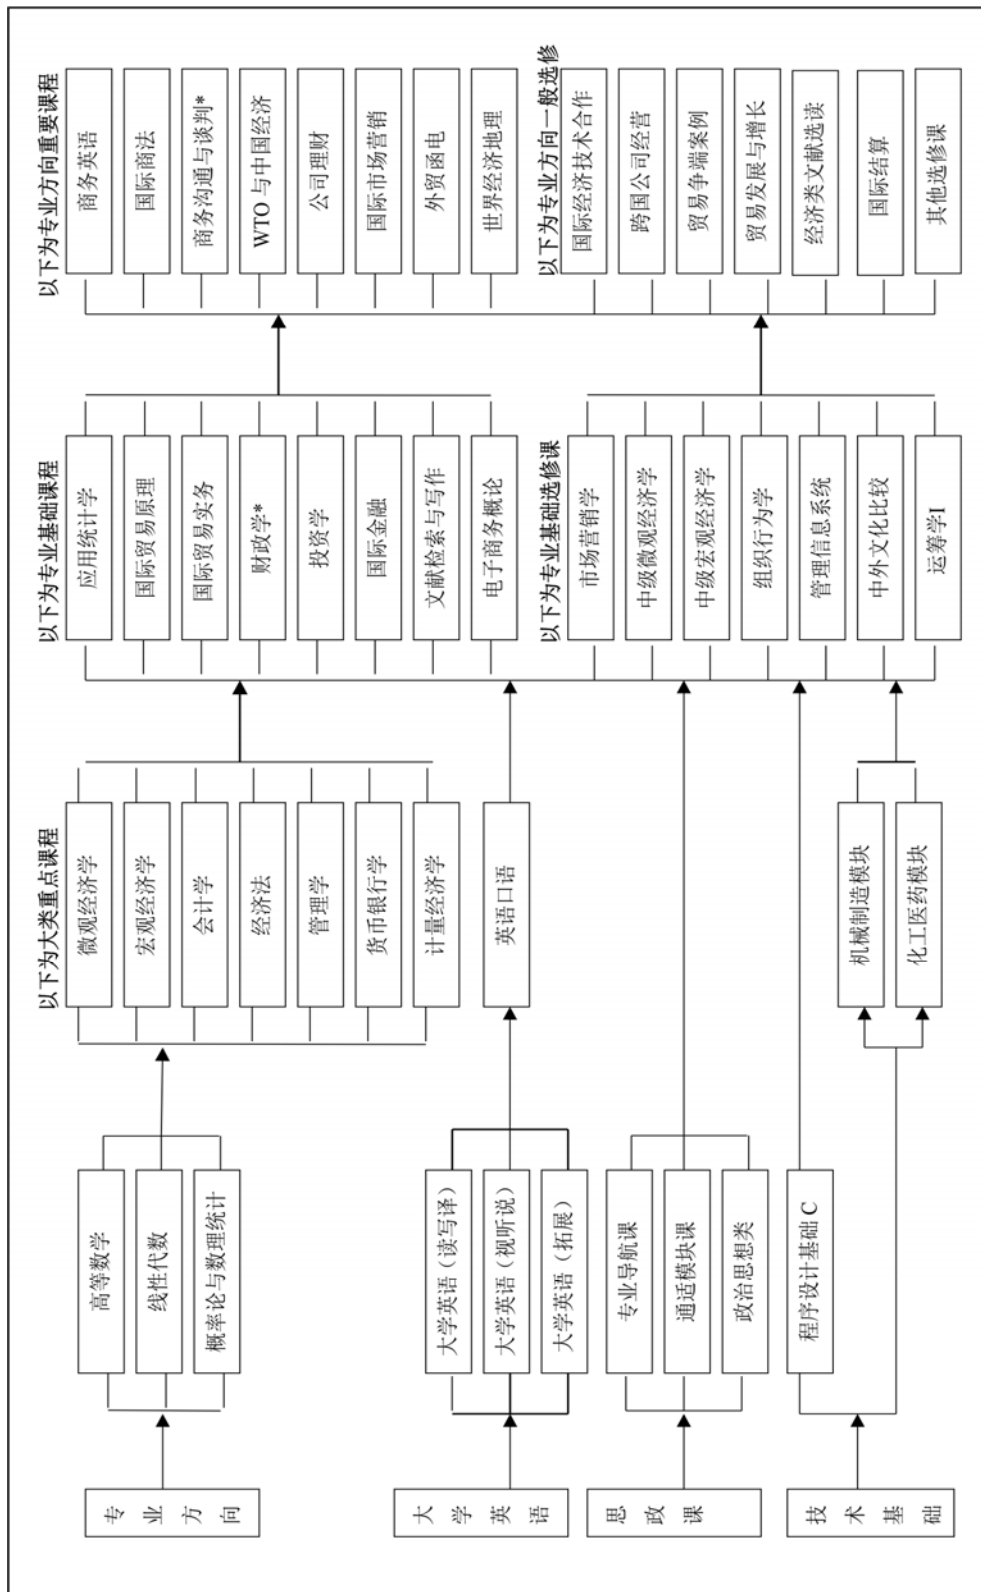 专业方向
大学英语
思政课
技术基础
高等数学
线性代数
概率论与数理统计
大学英语（读写译）
大学英语（视听说）
大学英语（拓展）
专业导航课
通适模块课
政治思想类
程序设计基础 C
以下为大类重点课程
微观经济学
宏观经济学
会计学
经济法
管理学
货币银行学
计量经济学
英语口语
机械制造模块
化工医药模块
以下为专业基础课程
应用统计学
国际贸易原理
国际贸易实务
财政学*
投资学
国际金融
文献检索与写作
电子商务概论
以下为专业基础选修课
市场营销学
中级微观经济学
中级宏观经济学
组织行为学
管理信息系统
中外文化比较
运筹学I
以下为专业方向重要课程
商务英语
国际商法
商务沟通与谈判*
WTO 与中国经济
公司理财
国际市场营销
外贸函电
世界经济地理
以下为专业方向一般选修
国际经济技术合作
跨国公司经营
贸易争端案例
贸易发展与增长
经济类文献选读
国际结算
其他选修课